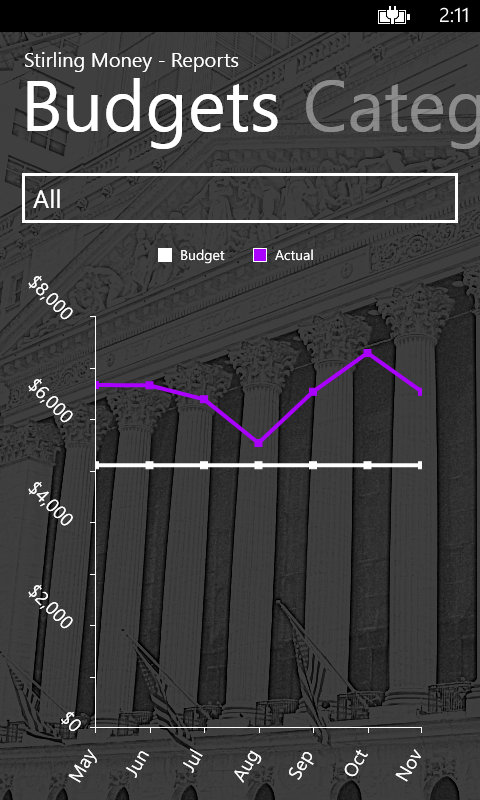 2:11
Stirling Money - Reports
Budgets Categ
All
Budget Actual
$8,000
$6,000
$4,000
$2,000
$0
May Jun Jul Aug Sep Oct Nov